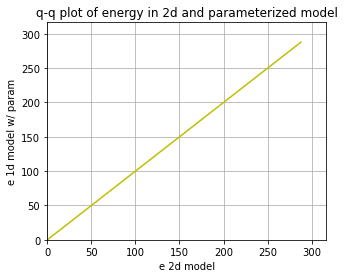 q-q plot of energy in 2d and parameterized model
300
250
200
150
100
50
0
e 1d model w/ param
0 50 100 150 200 250 300
e 2d model